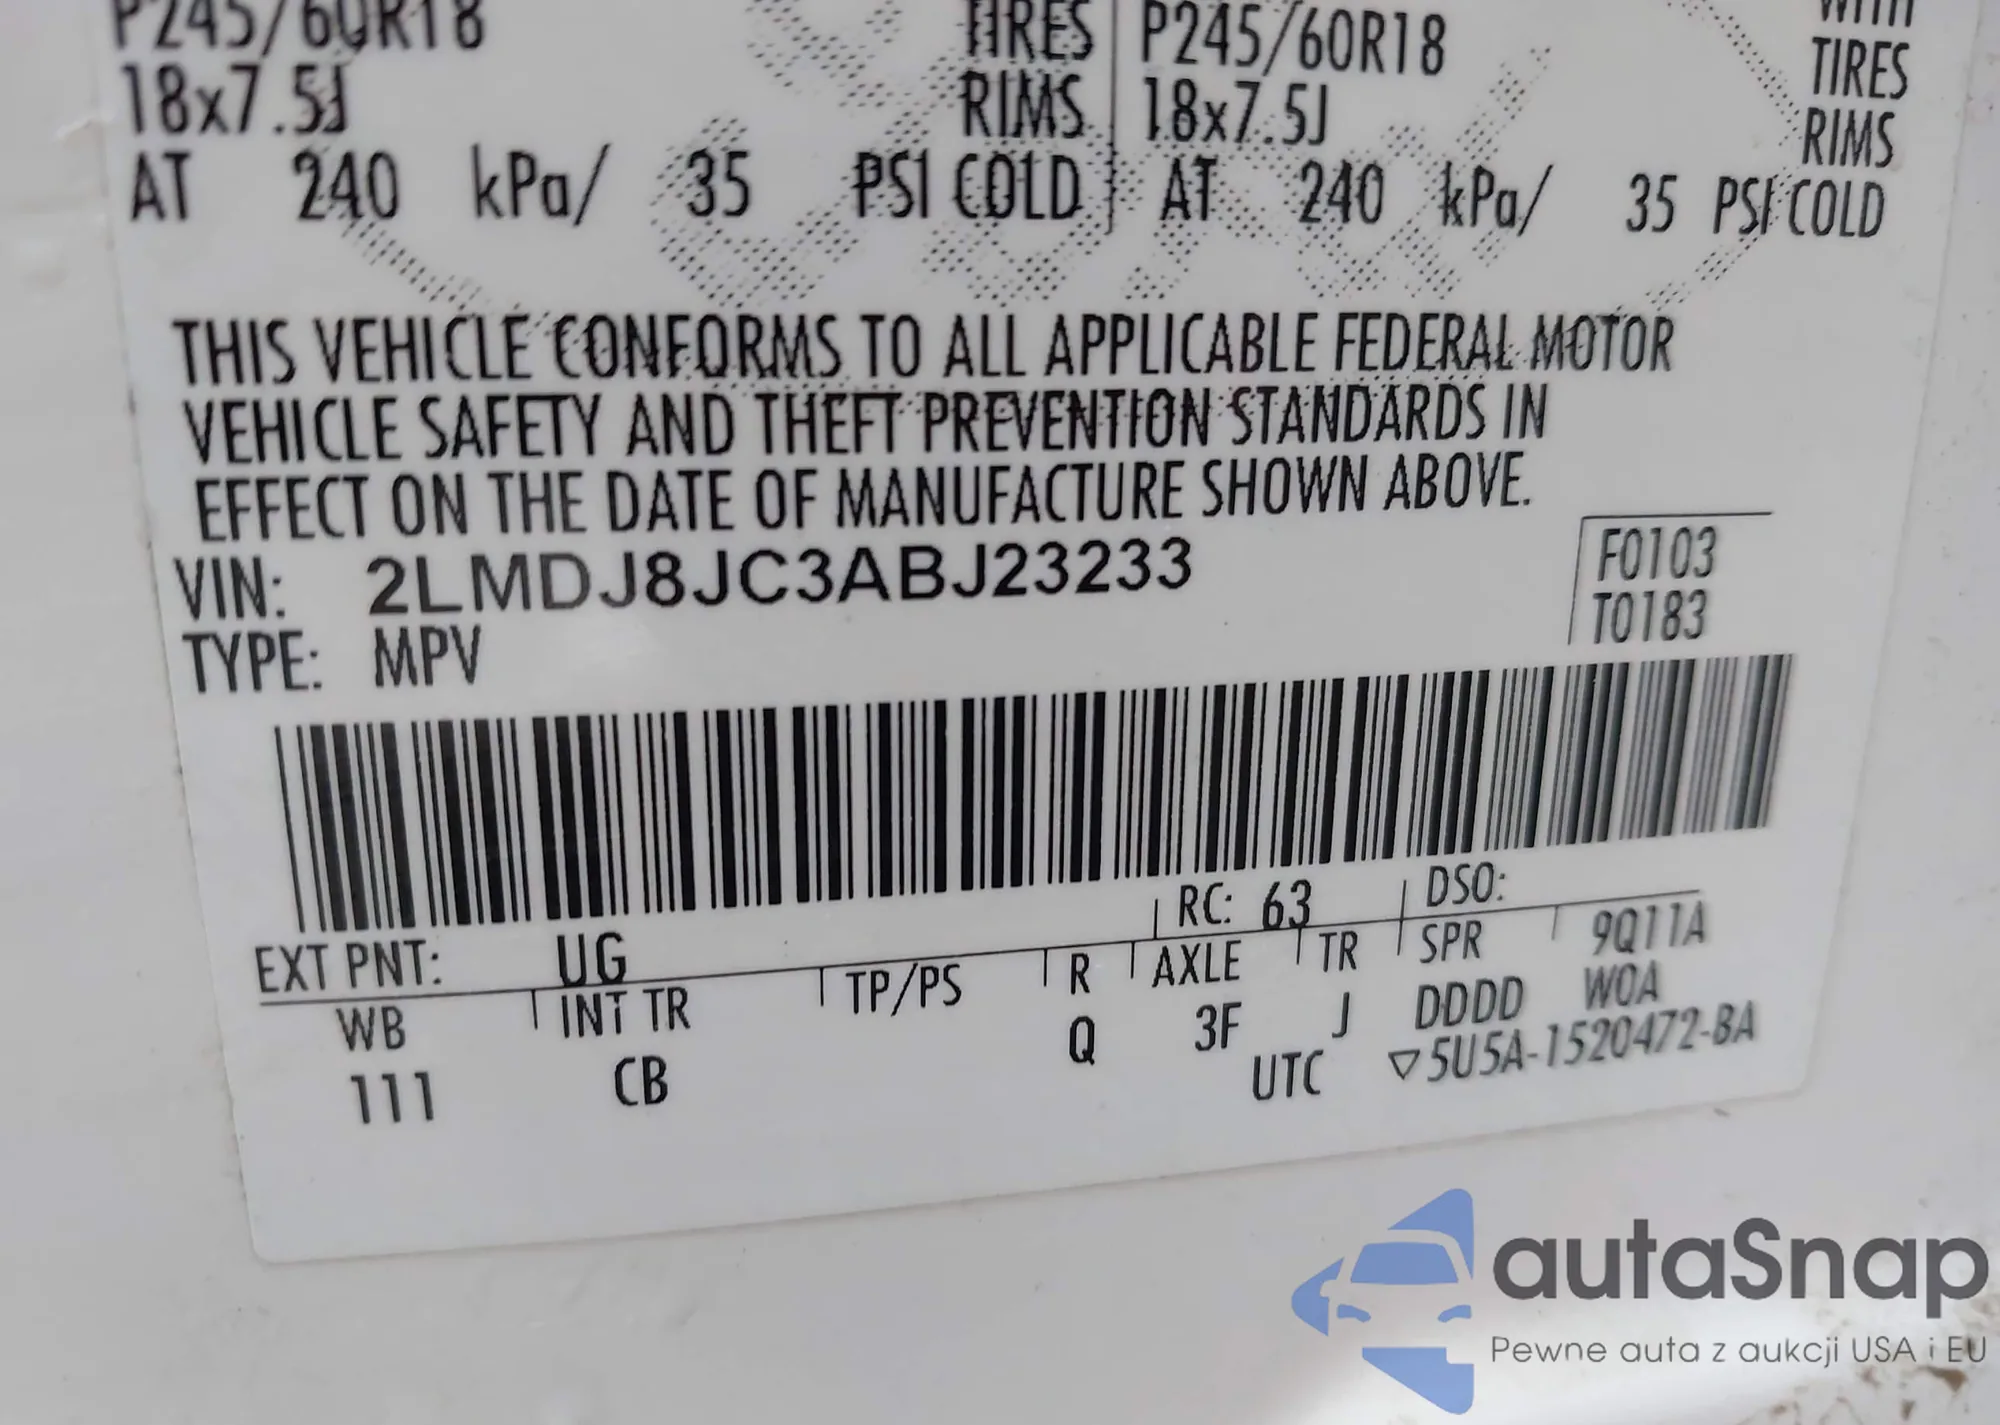 P245/60R18 TIRES P245/60R18 WITH
18x7.5J RIMS 18x7.5J TIRES
RIMS
AT 240 kPa/ 35 PSI COLD AT 240 kPa/ 35 PSI COLD
THIS VEHICLE CONFORMS TO ALL APPLICABLE FEDERAL MOTOR
VEHICLE SAFETY AND THEFT PREVENTION STANDARDS IN
EFFECT ON THE DATE OF MANUFACTURE SHOWN ABOVE.
F0103
VIN: 2LMDJ8JC3ABJ23233
T0183
TYPE: MPV
RC: 63 DSO:
EXT PNT: UG
WB INT TR TP/PS R AXLE TR SPR 9Q11A
111 CB Q 3F J DDDD WOA
UTC ▽5U5A-1520472-BA
autaSnap
Pewne auta z aukcji USA i EU